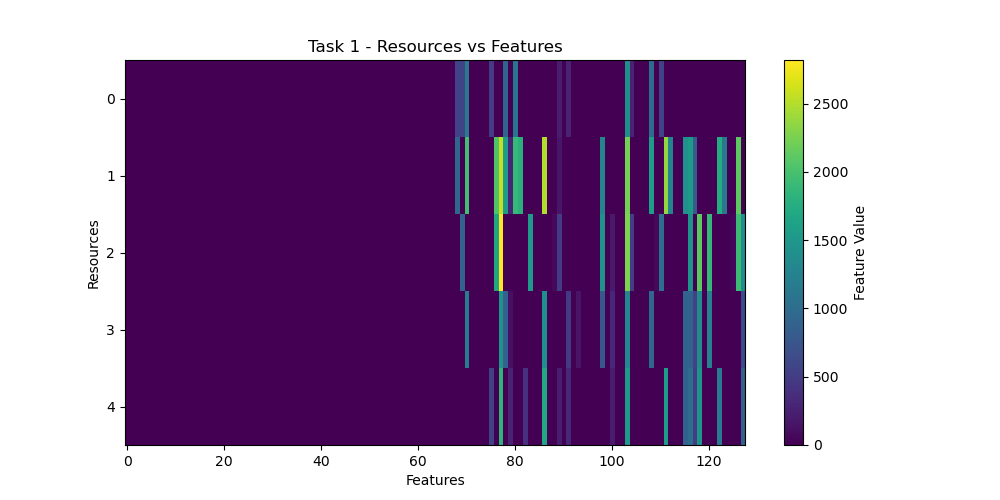 Task 1 - Resources vs Features
Resources
0
1
2
3
4
0 20 40 60 80 100 120
Features
2500
2000
1500
1000
500
0
Feature Value